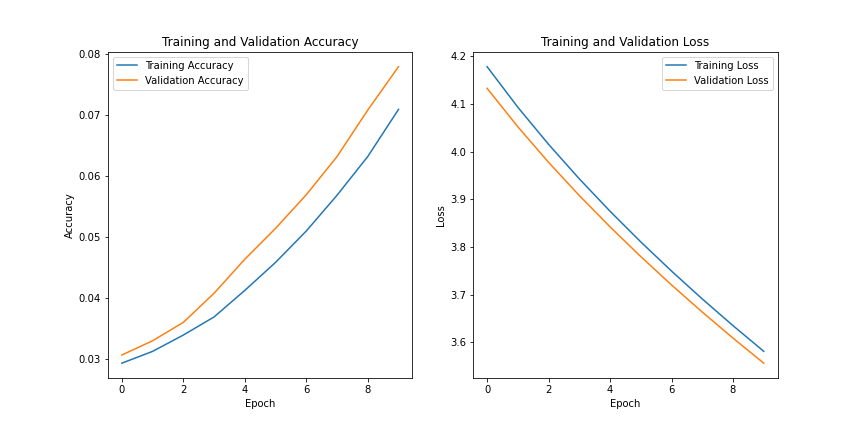 Training and Validation Accuracy
Training Accuracy
Validation Accuracy
0.08
0.07
0.06
0.05
0.04
0.03
Accuracy
0 2 4 6 8
Epoch
Training and Validation Loss
Training Loss
Validation Loss
4.2
4.1
4.0
3.9
3.8
3.7
3.6
Loss
0 2 4 6 8
Epoch